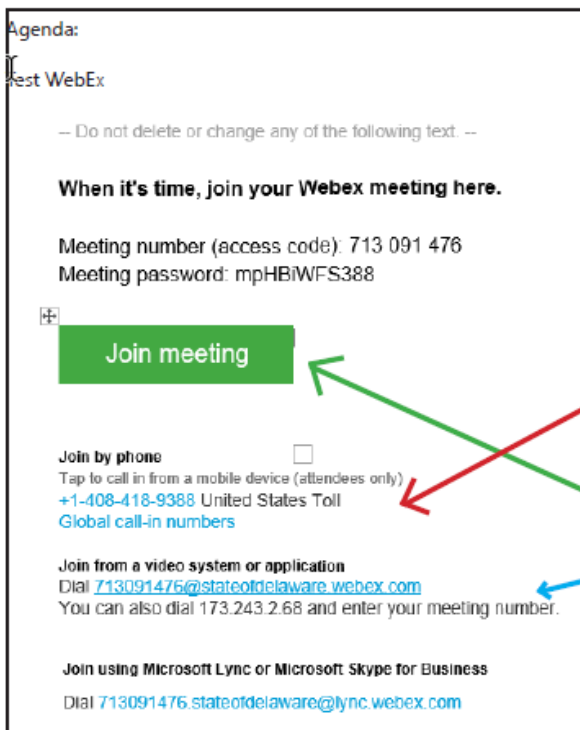 Agenda:
Test WebEx
-- Do not delete or change any of the following text. --
When it's time, join your Webex meeting here.
Meeting number (access code): 713 091 476
Meeting password: mpHBiWFS388
Join meeting
Join by phone
Tap to call in from a mobile device (attendees only)
+1-408-418-9388 United States Toll
Global call-in numbers
Join from a video system or application
Dial 713091476@stateofdelaware.webex.com
You can also dial 173.243.2.68 and enter your meeting number.
Join using Microsoft Lync or Microsoft Skype for Business
Dial 713091476.stateofdelaware@lync.webex.com